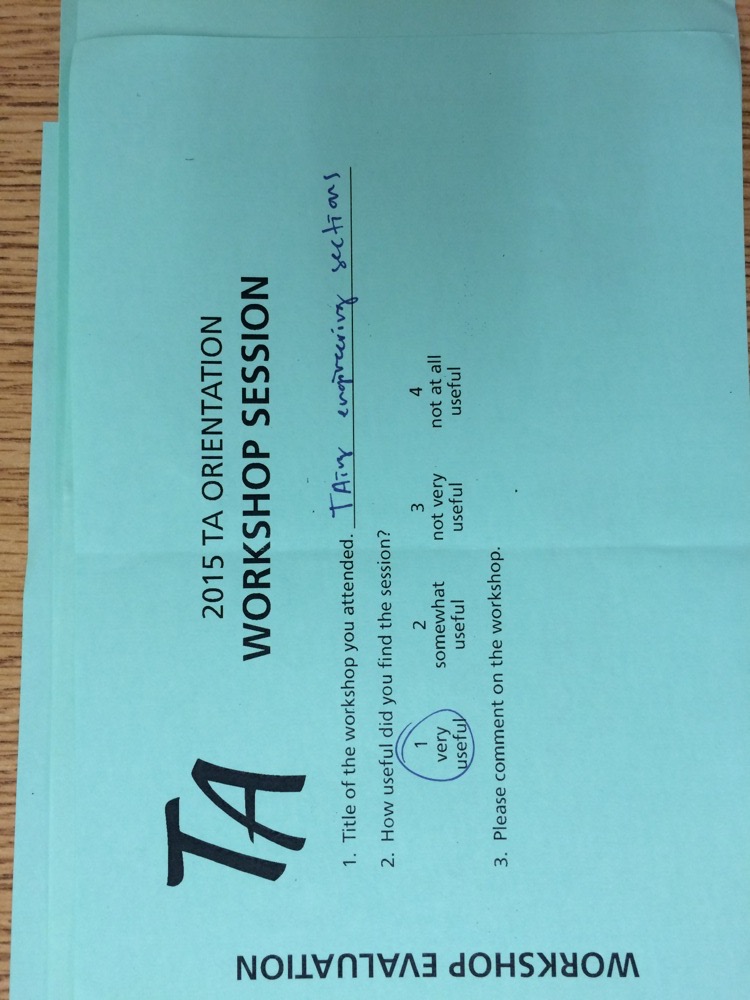 TA
2015 TA ORIENTATION
WORKSHOP SESSION
1. Title of the workshop you attended. TAing engineering sections
2. How useful did you find the session?
1 2 3 4
very somewhat not very not at all
useful useful useful useful
3. Please comment on the workshop.
WORKSHOP EVALUATION